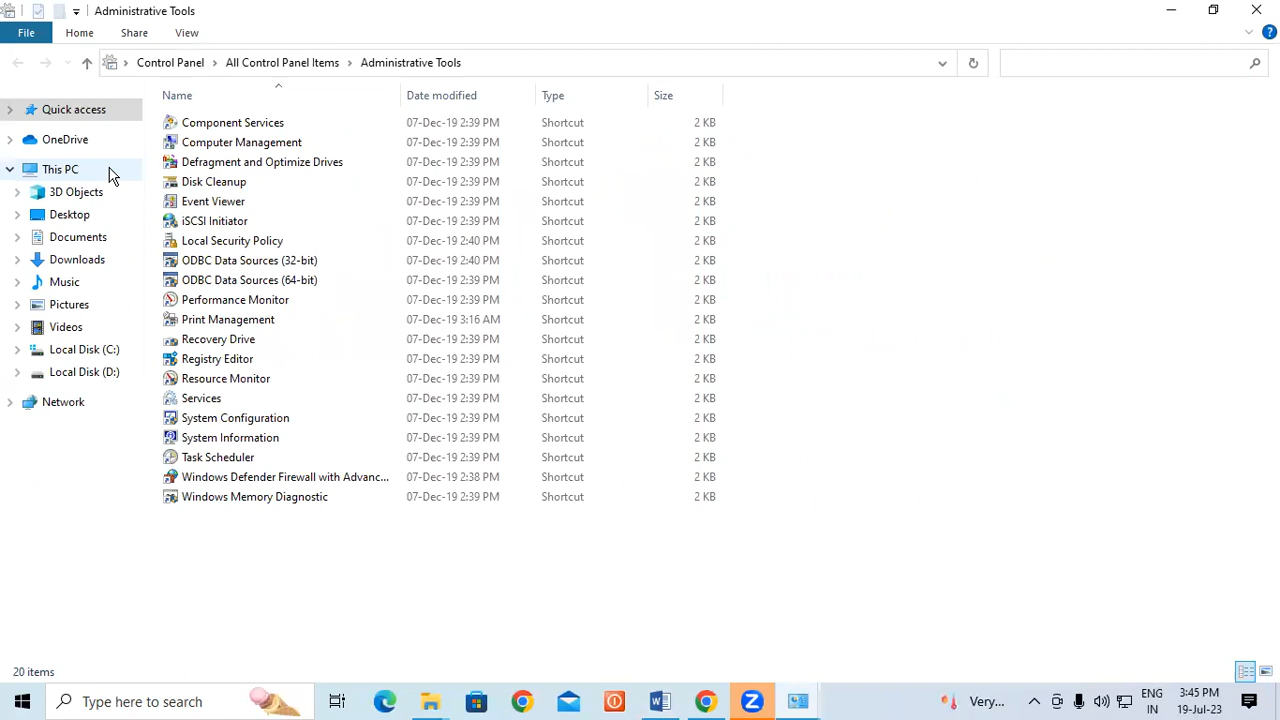 Administrative Tools
File Home Share View
Control Panel All Control Panel Items Administrative Tools
Name Date modified Type Size
Quick access
OneDrive
This PC
3D Objects
Desktop
Documents
Downloads
Music
Pictures
Videos
Local Disk (C:)
Local Disk (D:)
Network
Component Services 07-Dec-19 2:39 PM Shortcut 2 KB
Computer Management 07-Dec-19 2:39 PM Shortcut 2 KB
Defragment and Optimize Drives 07-Dec-19 2:39 PM Shortcut 2 KB
Disk Cleanup 07-Dec-19 2:39 PM Shortcut 2 KB
Event Viewer 07-Dec-19 2:39 PM Shortcut 2 KB
iSCSI Initiator 07-Dec-19 2:39 PM Shortcut 2 KB
Local Security Policy 07-Dec-19 2:40 PM Shortcut 2 KB
ODBC Data Sources (32-bit) 07-Dec-19 2:40 PM Shortcut 2 KB
ODBC Data Sources (64-bit) 07-Dec-19 2:39 PM Shortcut 2 KB
Performance Monitor 07-Dec-19 2:39 PM Shortcut 2 KB
Print Management 07-Dec-19 3:16 AM Shortcut 2 KB
Recovery Drive 07-Dec-19 2:39 PM Shortcut 2 KB
Registry Editor 07-Dec-19 2:39 PM Shortcut 2 KB
Resource Monitor 07-Dec-19 2:39 PM Shortcut 2 KB
Services 07-Dec-19 2:39 PM Shortcut 2 KB
System Configuration 07-Dec-19 2:39 PM Shortcut 2 KB
System Information 07-Dec-19 2:39 PM Shortcut 2 KB
Task Scheduler 07-Dec-19 2:39 PM Shortcut 2 KB
Windows Defender Firewall with Advanc... 07-Dec-19 2:38 PM Shortcut 2 KB
Windows Memory Diagnostic 07-Dec-19 2:39 PM Shortcut 2 KB
20 items
Type here to search
Very...
ENG
IN
3:45 PM
19-Jul-23